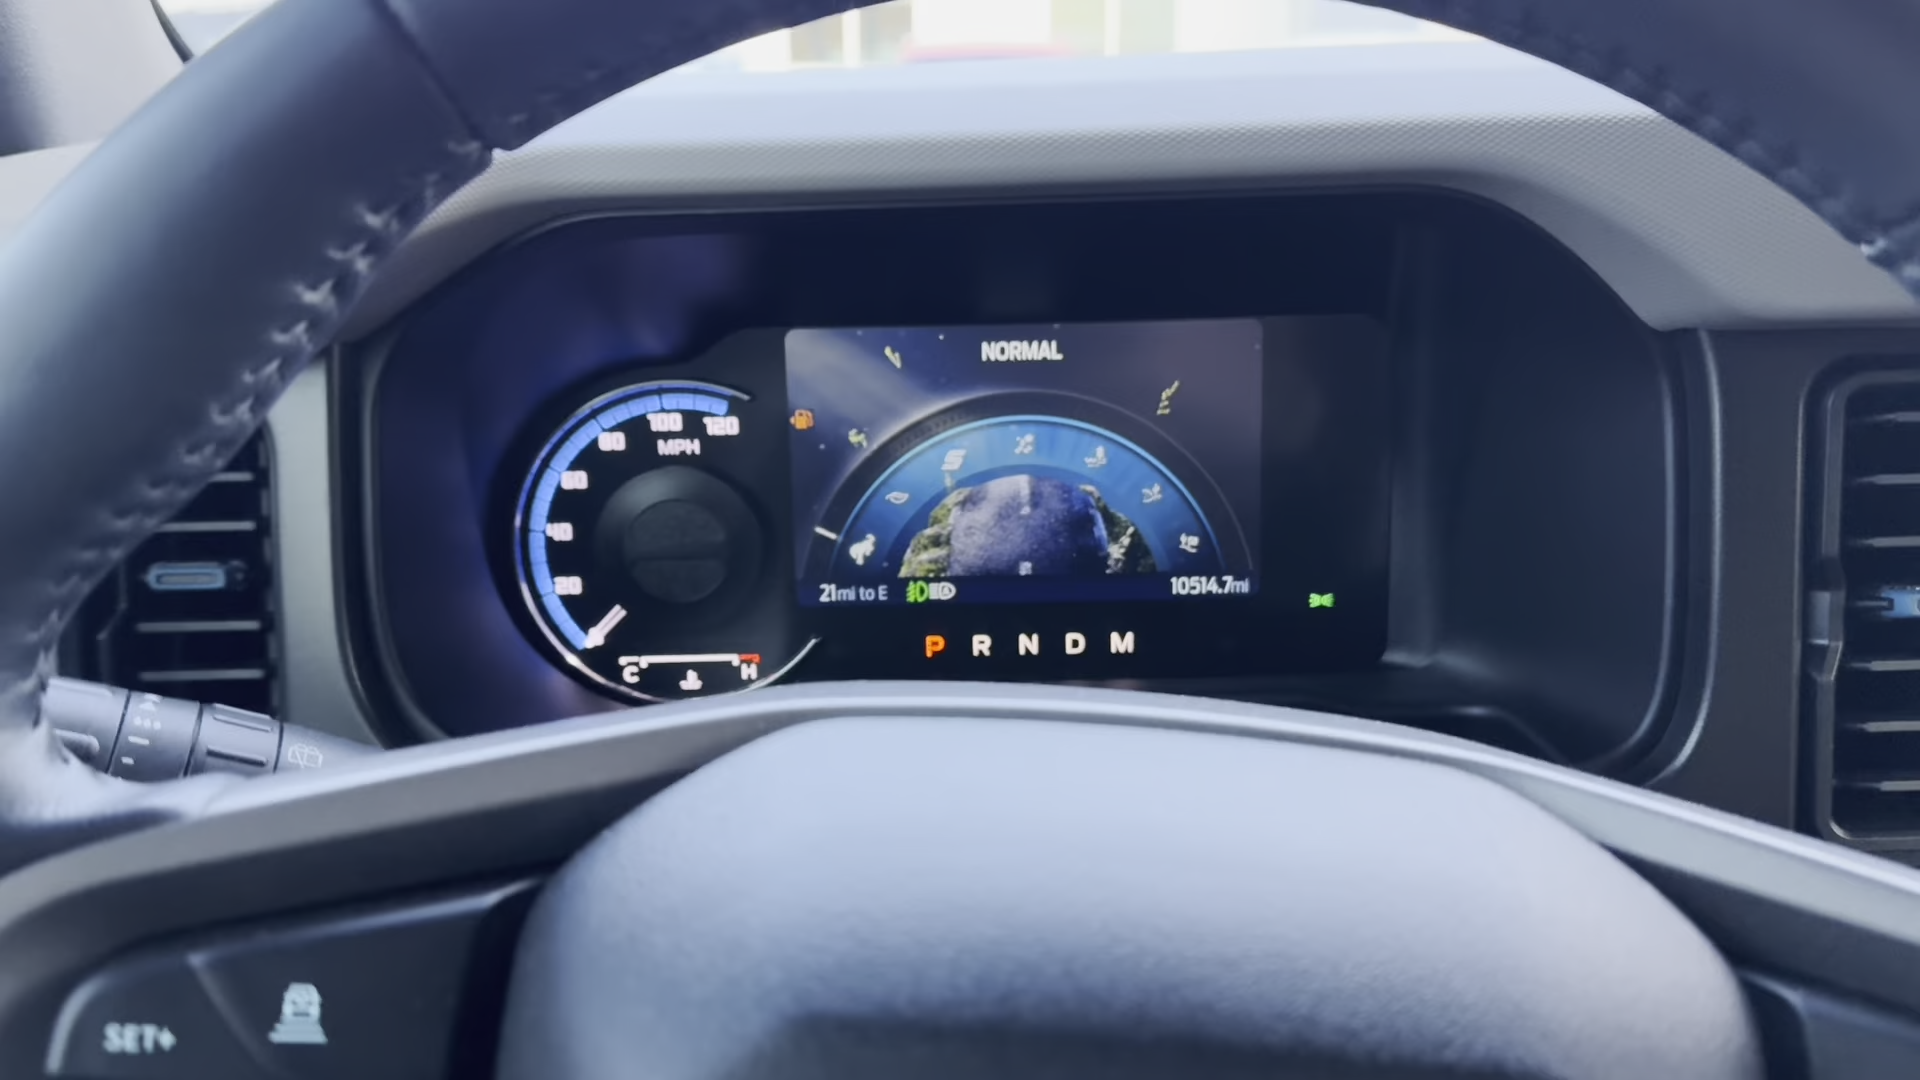 NORMAL
120
100
MPH
80
60
40
20
C H
21mi to E
10514.7mi
P R N D M
SET+